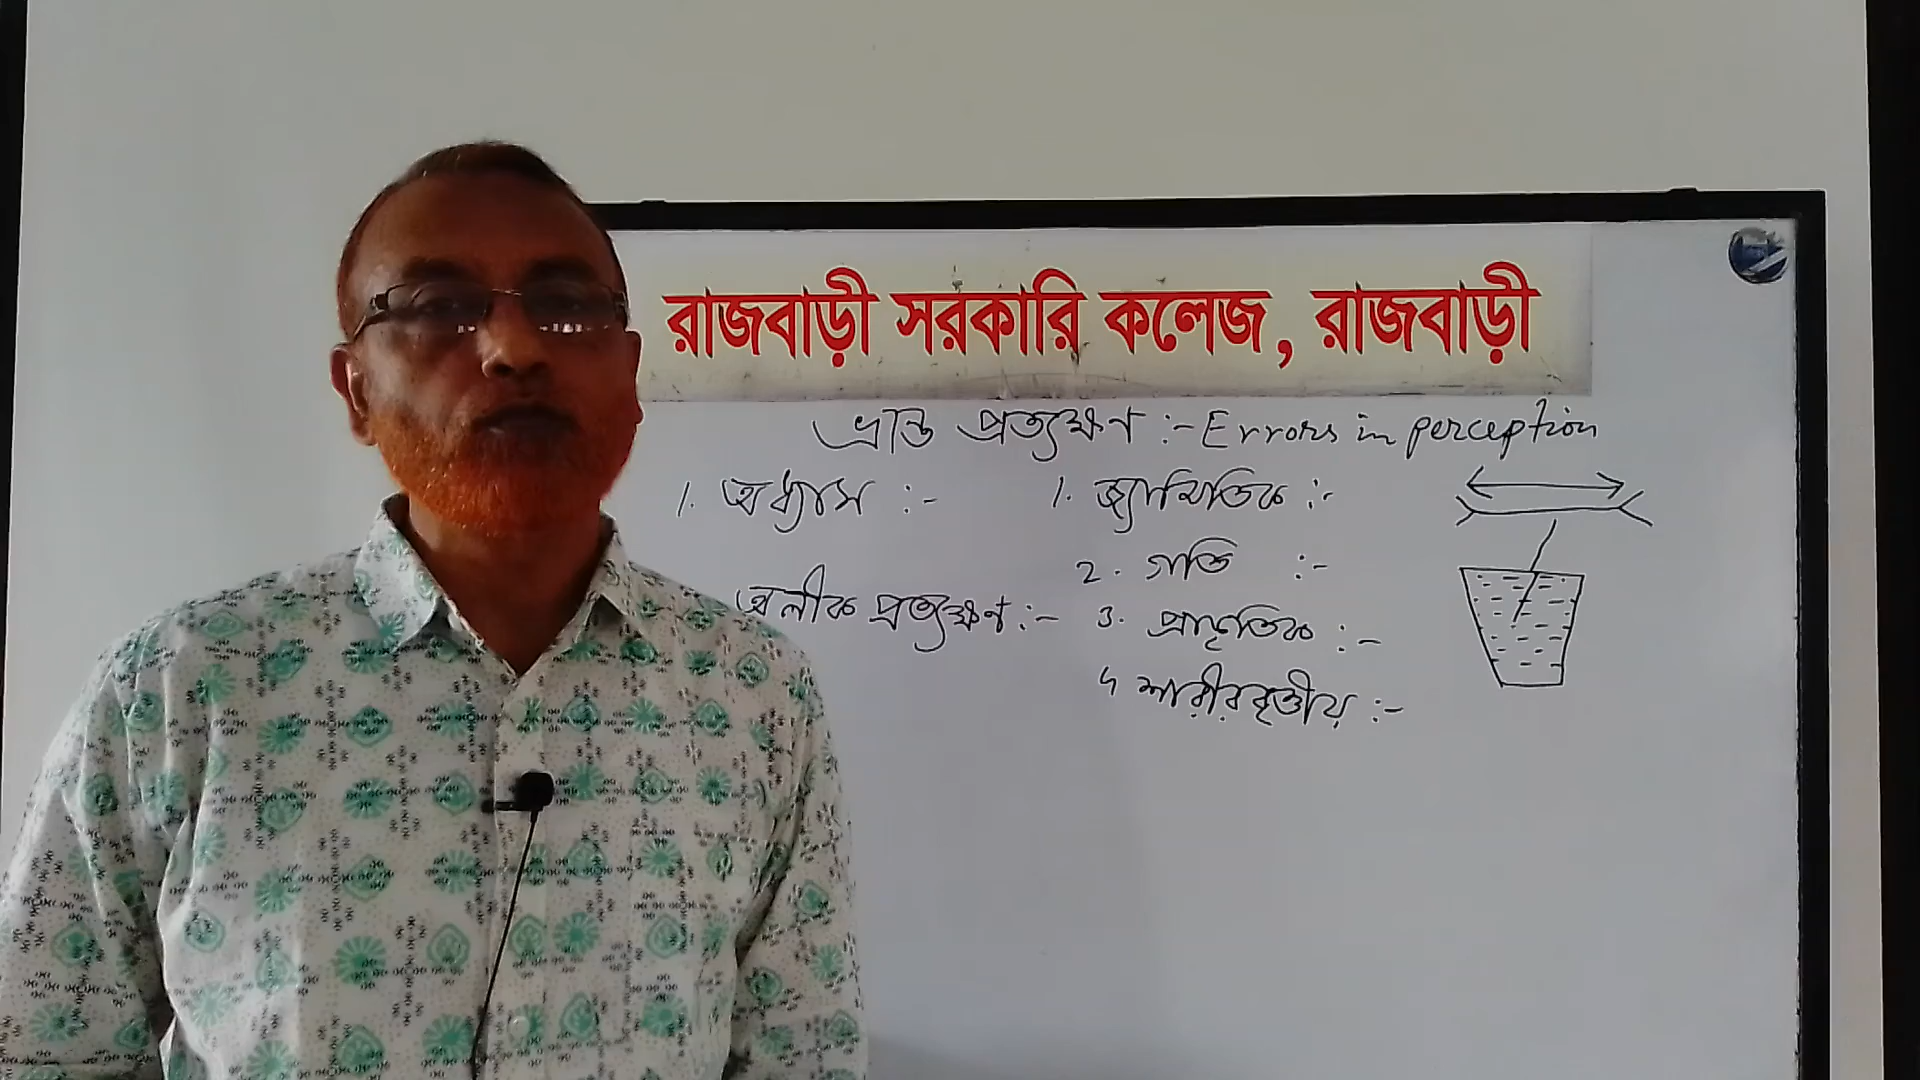 রাজবাড়ী সরকারি কলেজ, রাজবাড়ী
ভ্রান্ত প্রত্যক্ষণ :- Errors in perception
1. অধ্যাস :-
1. জ্যামিতিক :-
2. গতি :-
অলীক প্রত্যক্ষণ :-
3. প্রাকৃতিক :-
৸ শারীরবৃত্তীয় :-